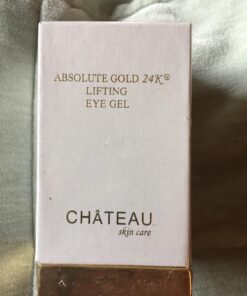 ABSOLUTE GOLD 24K
LIFTING
EYE GEL
CHÂTEAU
skin care